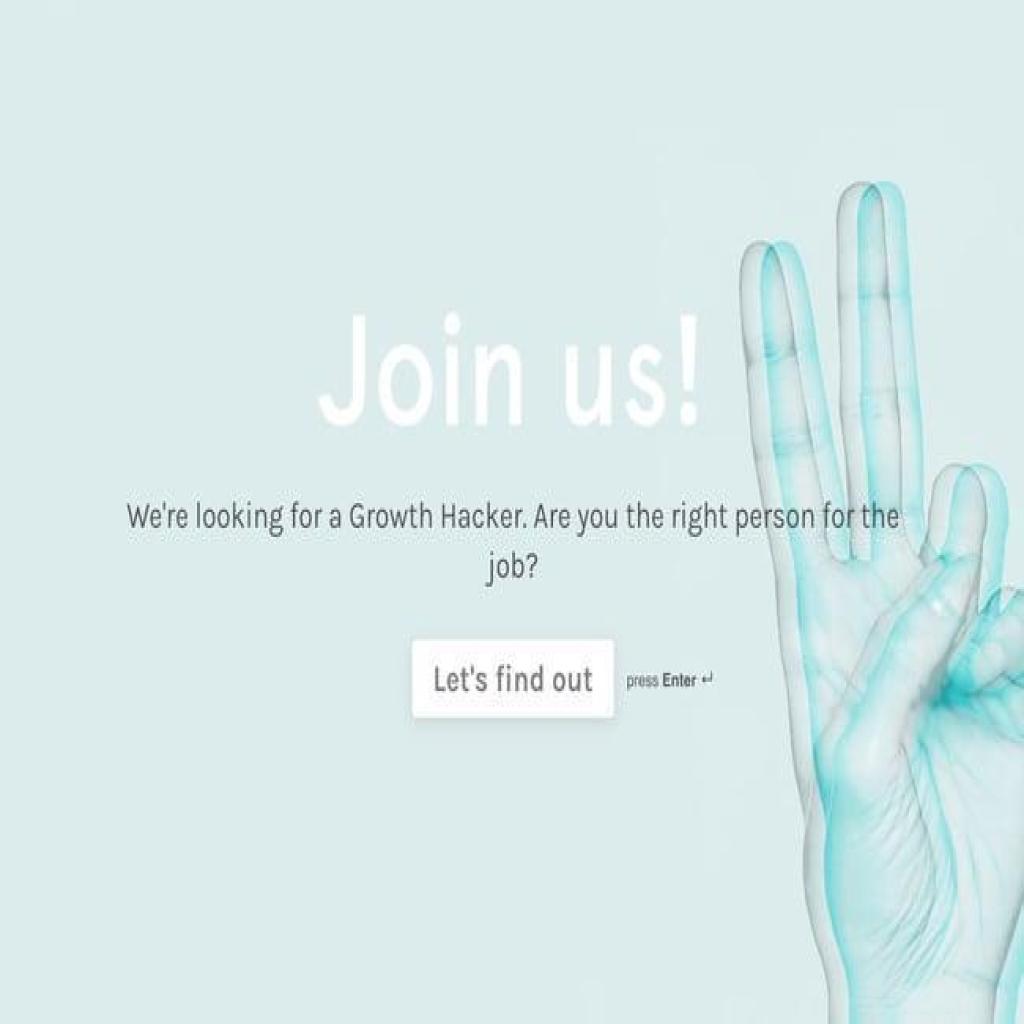 Join us!
We're looking for a Growth Hacker. Are you the right person for the
job?
Let's find out
press Enter ↵